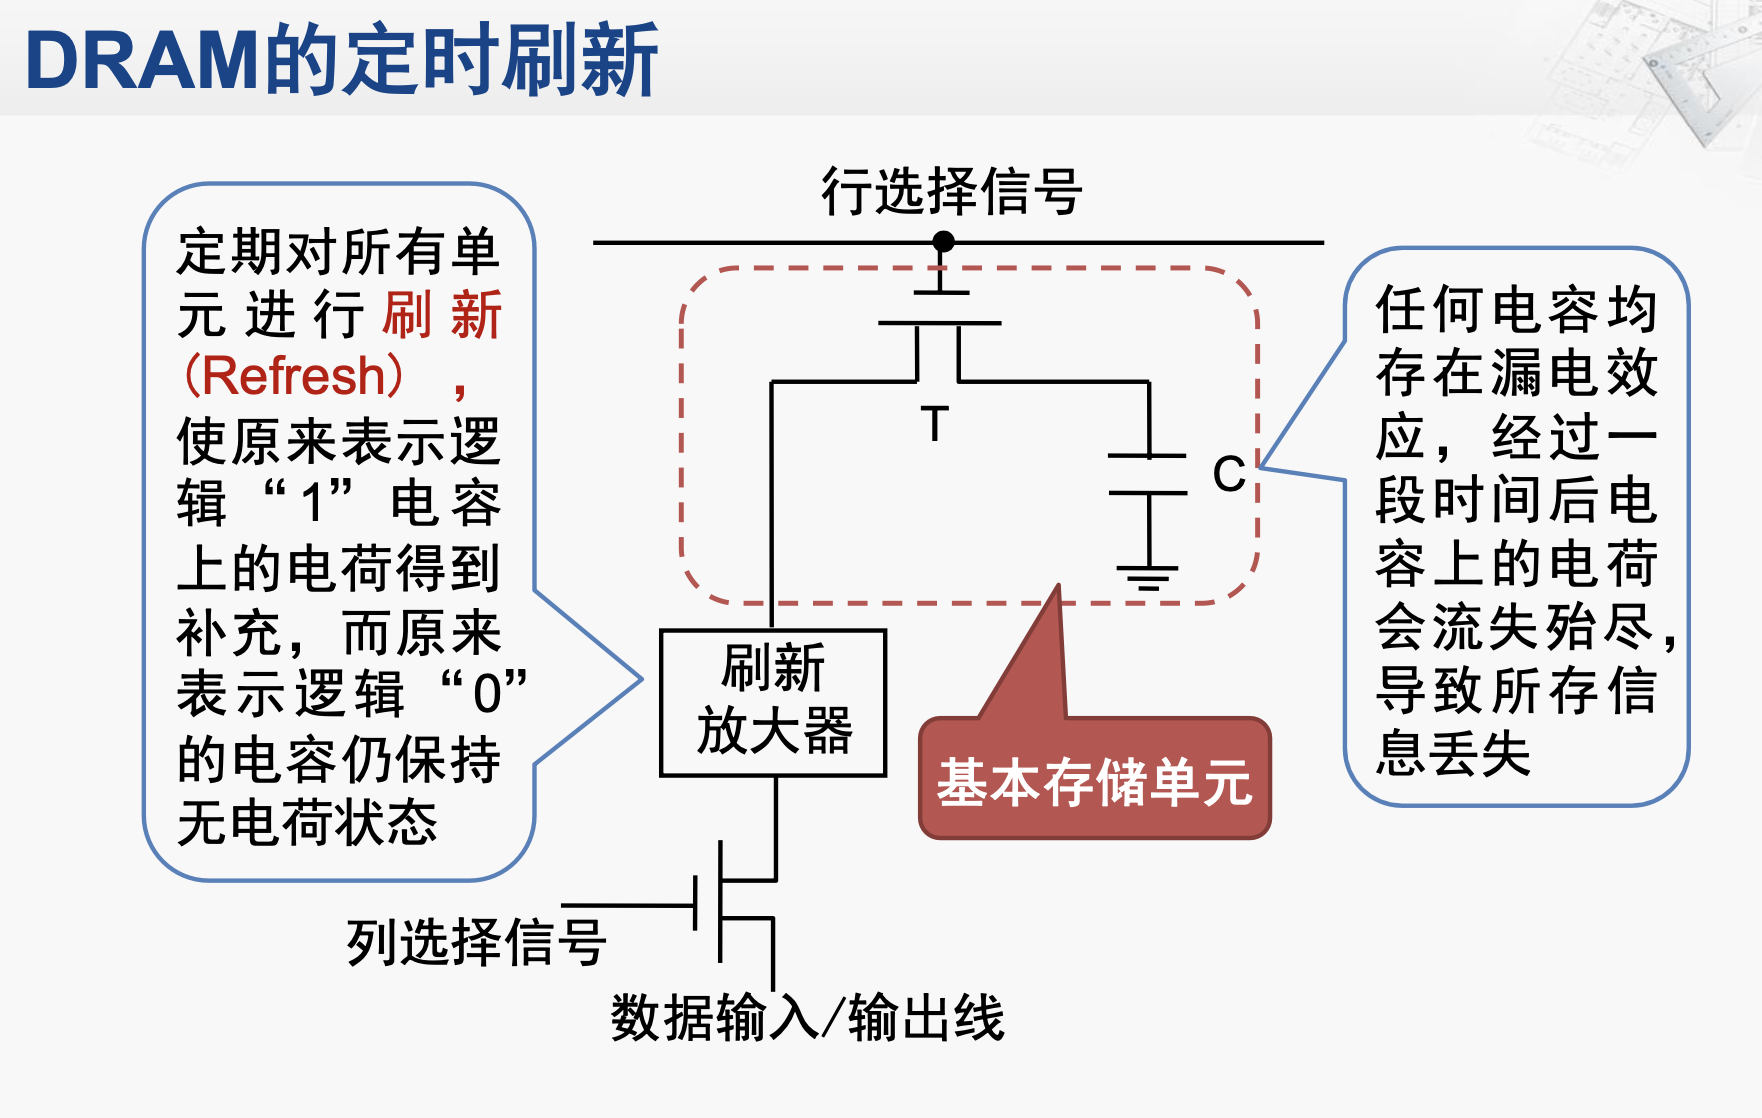 DRAM的定时刷新
行选择信号
定期对所有单
元进行刷新
（Refresh），
使原来表示逻
辑“1”电容
上的电荷得到
补充，而原来
表示逻辑“0”
的电容仍保持
无电荷状态
T
C
任何电容均
存在漏电效
应，经过一
段时间后电
容上的电荷
会流失殆尽，
导致所存信
息丢失
刷新
放大器
基本存储单元
列选择信号
数据输入/输出线